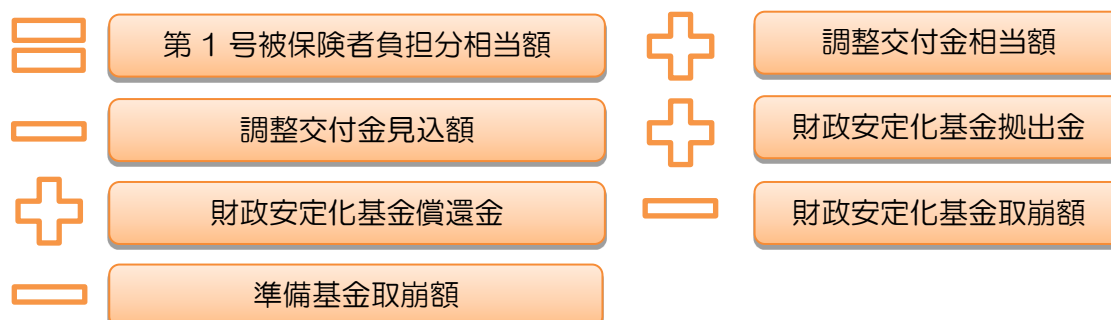 = 第 1 号被保険者負担分相当額 + 調整交付金相当額
- 調整交付金見込額 + 財政安定化基金拠出金
+ 財政安定化基金償還金 - 財政安定化基金取崩額
- 準備基金取崩額